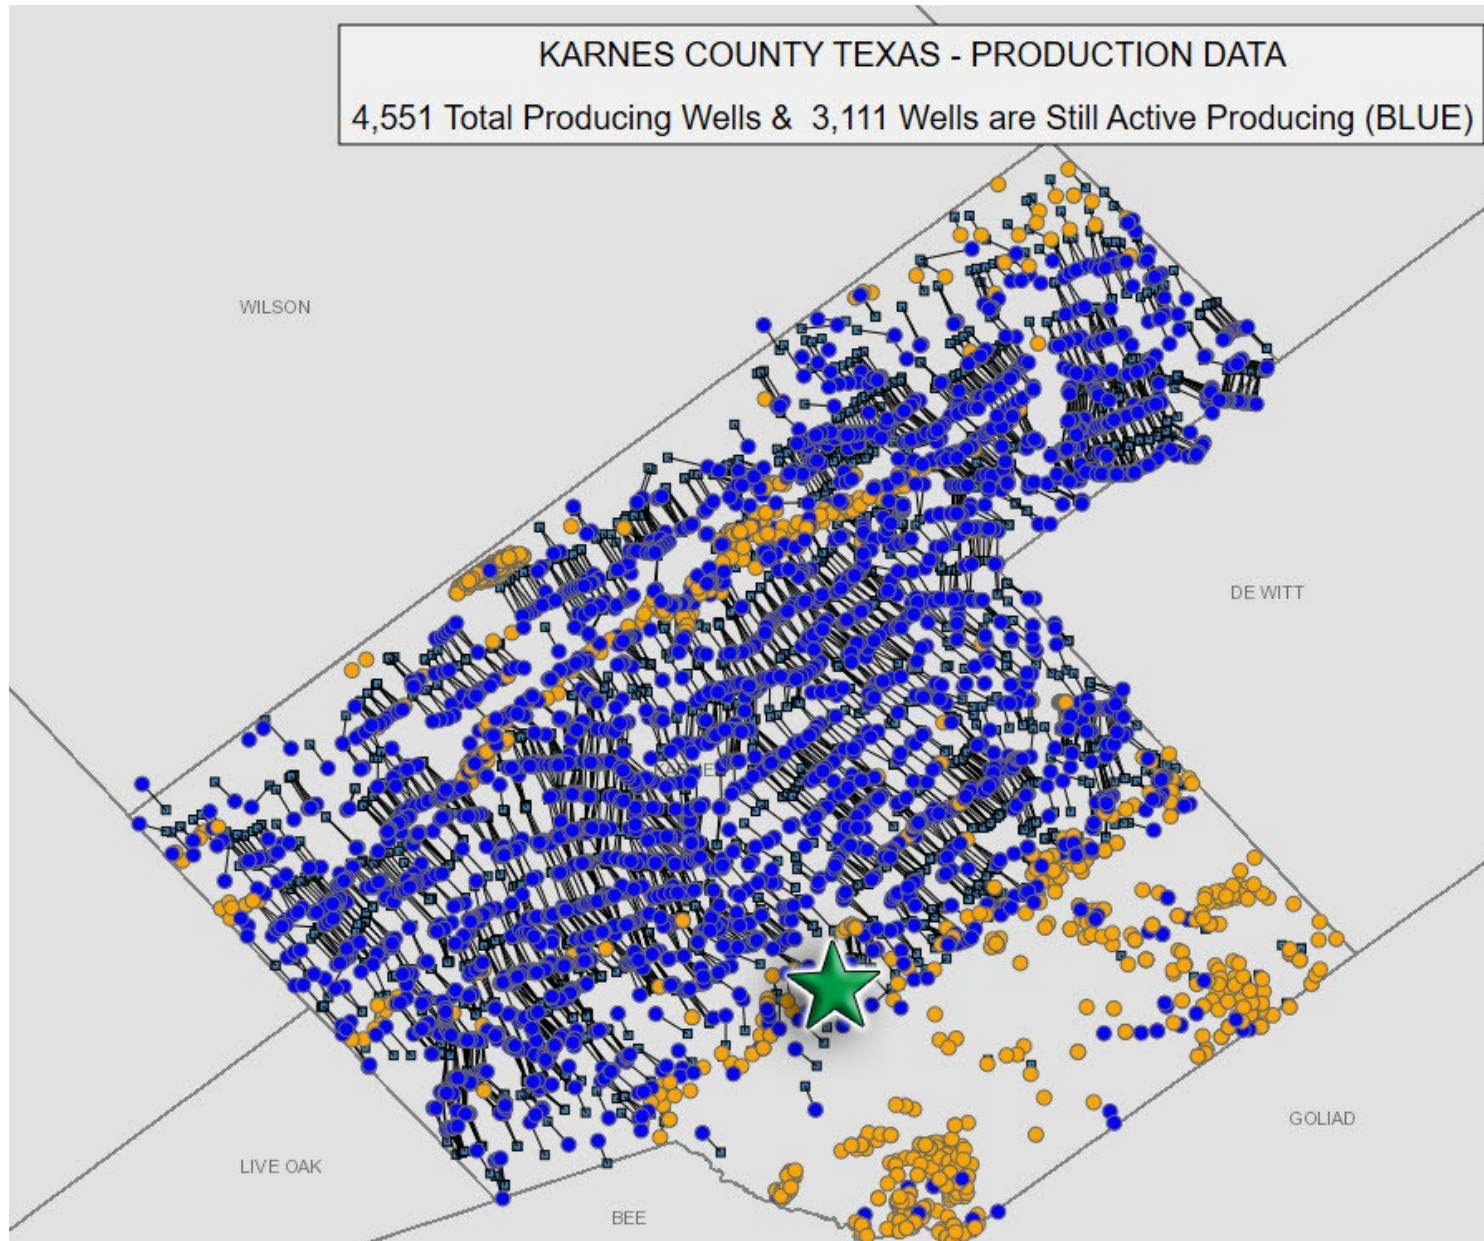 KARNES COUNTY TEXAS - PRODUCTION DATA
4,551 Total Producing Wells &  3,111 Wells are Still Active Producing (BLUE)
WILSON
KARNES
DE WITT
GOLIAD
LIVE OAK
BEE